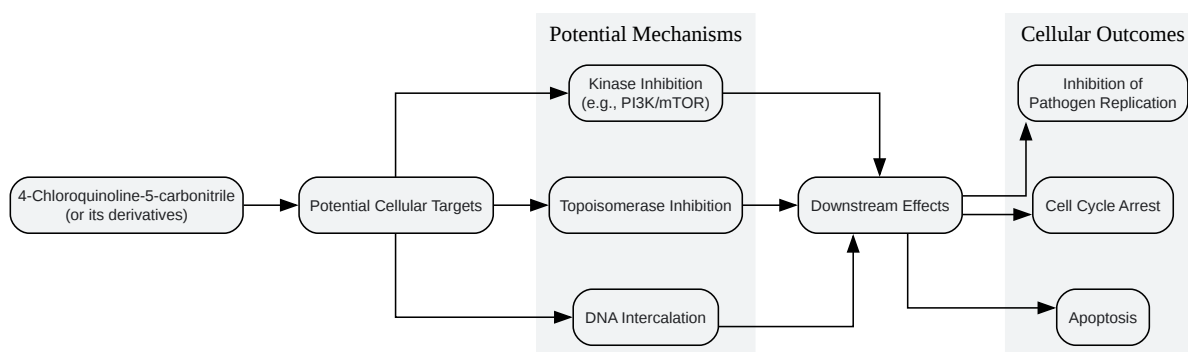 Potential Mechanisms
Cellular Outcomes
Kinase Inhibition
(e.g., PI3K/mTOR)
Inhibition of
Pathogen Replication
4-Chloroquinoline-5-carbonitrile
(or its derivatives)
Potential Cellular Targets
Topoisomerase Inhibition
Downstream Effects
Cell Cycle Arrest
DNA Intercalation
Apoptosis